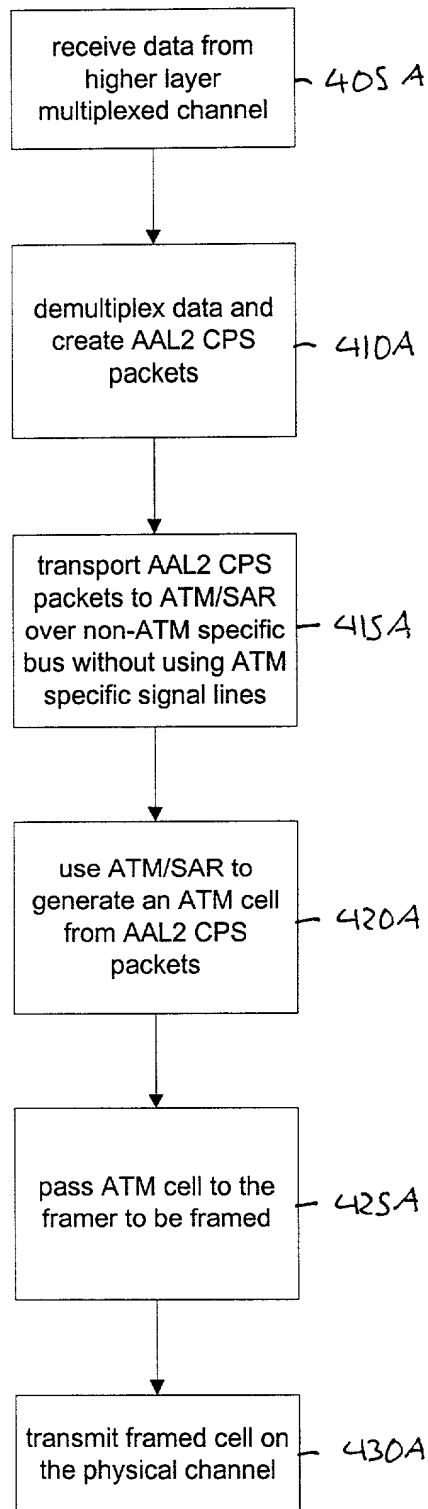 receive data from
higher layer
multiplexed channel
405A
demultiplex data and
create AAL2 CPS
packets
410A
transport AAL2 CPS
packets to ATM/SAR
over non-ATM specific
bus without using ATM
specific signal lines
415A
use ATM/SAR to
generate an ATM cell
from AAL2 CPS
packets
420A
pass ATM cell to the
framer to be framed
425A
transmit framed cell on
the physical channel
430A